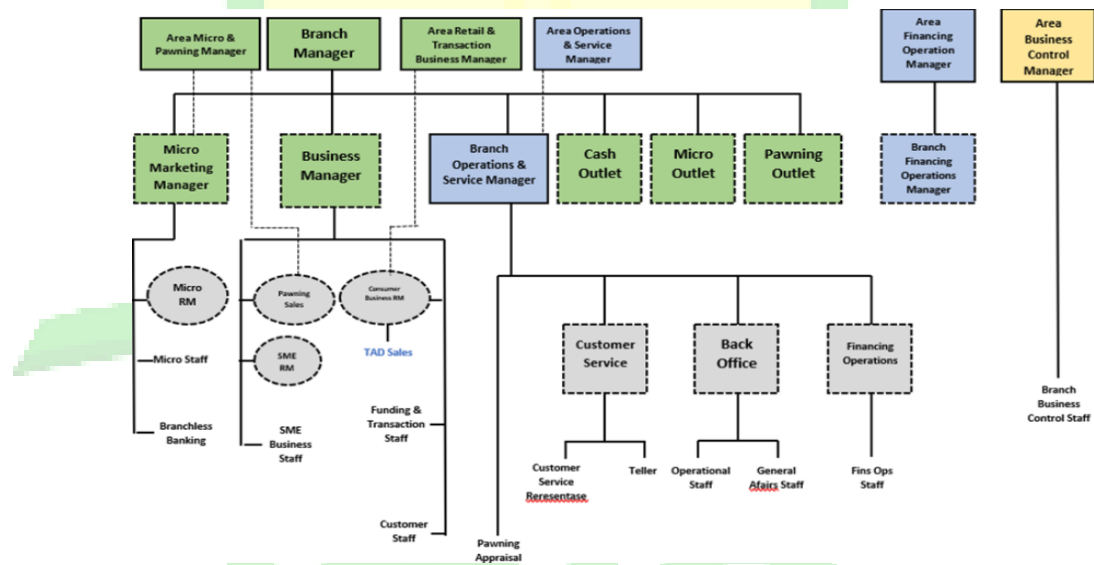 Area Micro &
Pawning Manager
Branch
Manager
Area Retail &
Transaction
Business Manager
Area Operations
& Service
Manager
Area
Financing
Operation
Manager
Area
Business
Control
Manager
Micro
Marketing
Manager
Business
Manager
Branch
Operations &
Service Manager
Cash
Outlet
Micro
Outlet
Pawning
Outlet
Branch
Financing
Operations
Manager
Micro
RM
Pawning
Sales
Consumer
Business RM
Micro Staff
SME
RM
TAD Sales
Customer
Service
Back
Office
Financing
Operations
Branch
Business
Control Staff
Branchless
Banking
SME
Business
Staff
Funding &
Transaction
Staff
Customer
Staff
Customer
Service
Reresentase
Teller
Operational
Staff
General
Afairs Staff
Fins Ops
Staff
Pawning
Appraisal